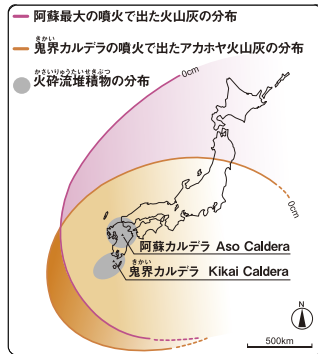 阿蘇最大の噴火で出た火山灰の分布
きかい
鬼界カルデラの噴火で出たアカホヤ火山灰の分布
かさいりゅうたいせきぶつ
火砕流堆積物の分布
0cm
0cm
阿蘇カルデラ Aso Caldera
きかい
鬼界カルデラ Kikai Caldera
N
500km